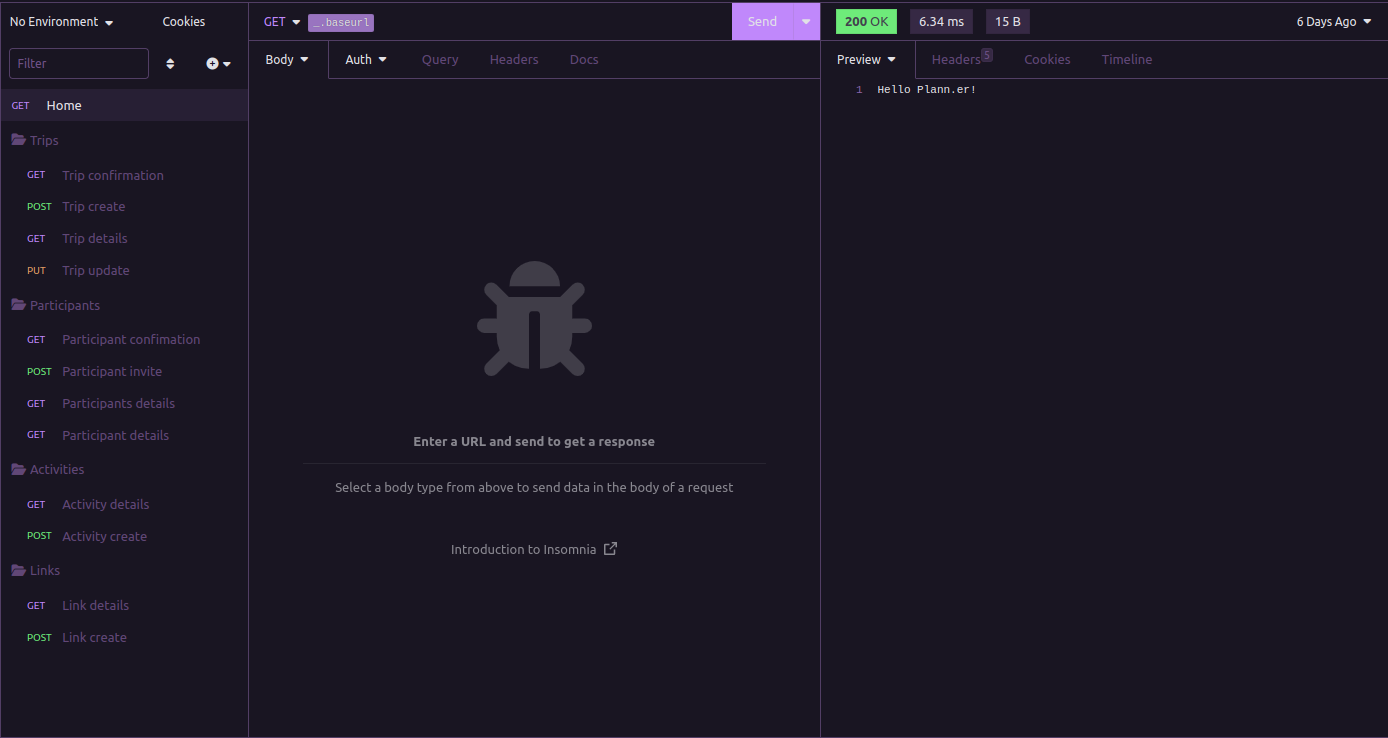 No Environment
Cookies
Filter
GET Home
Trips
GET Trip confirmation
POST Trip create
GET Trip details
PUT Trip update
Participants
GET Participant confimation
POST Participant invite
GET Participants details
GET Participant details
Activities
GET Activity details
POST Activity create
Links
GET Link details
POST Link create
GET _.baseurl
Send
Body Auth Query Headers Docs
Enter a URL and send to get a response
Select a body type from above to send data in the body of a request
Introduction to Insomnia
200 OK 6.34 ms 15 B 6 Days Ago
Preview Headers 5 Cookies Timeline
1 Hello Plann.er!